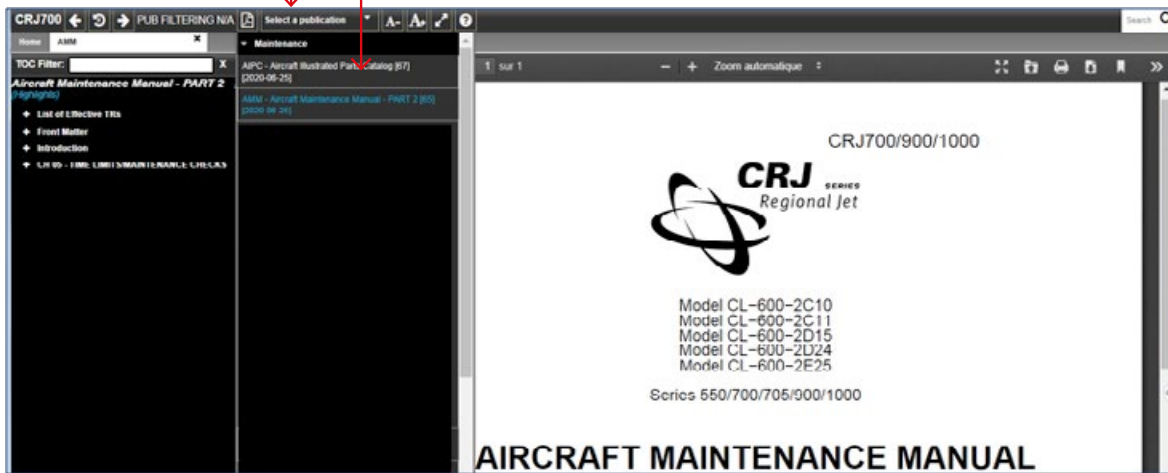 CRJ700 PUB FILTERING N/A Select a publication A- A+ ?
Search
Home AMM x
TOC Filter: X
Aircraft Maintenance Manual - PART 2
(Highlights)
+ List of Effective TRs
+ Front Matter
+ Introduction
+ CH 05 - TIME LIMITS/MAINTENANCE CHECKS
Maintenance
AIPC - Aircraft Illustrated Parts Catalog [67]
[2020-06-25]
AMM - Aircraft Maintenance Manual - PART 2 [65]
1 sur 1 − + Zoom automatique
CRJ700/900/1000
CRJ SERIES
Regional Jet
Model CL-600-2C10
Model CL-600-2C11
Model CL-600-2D15
Model CL-600-2D24
Model CL-600-2E25
Series 550/700/705/900/1000
AIRCRAFT MAINTENANCE MANUAL